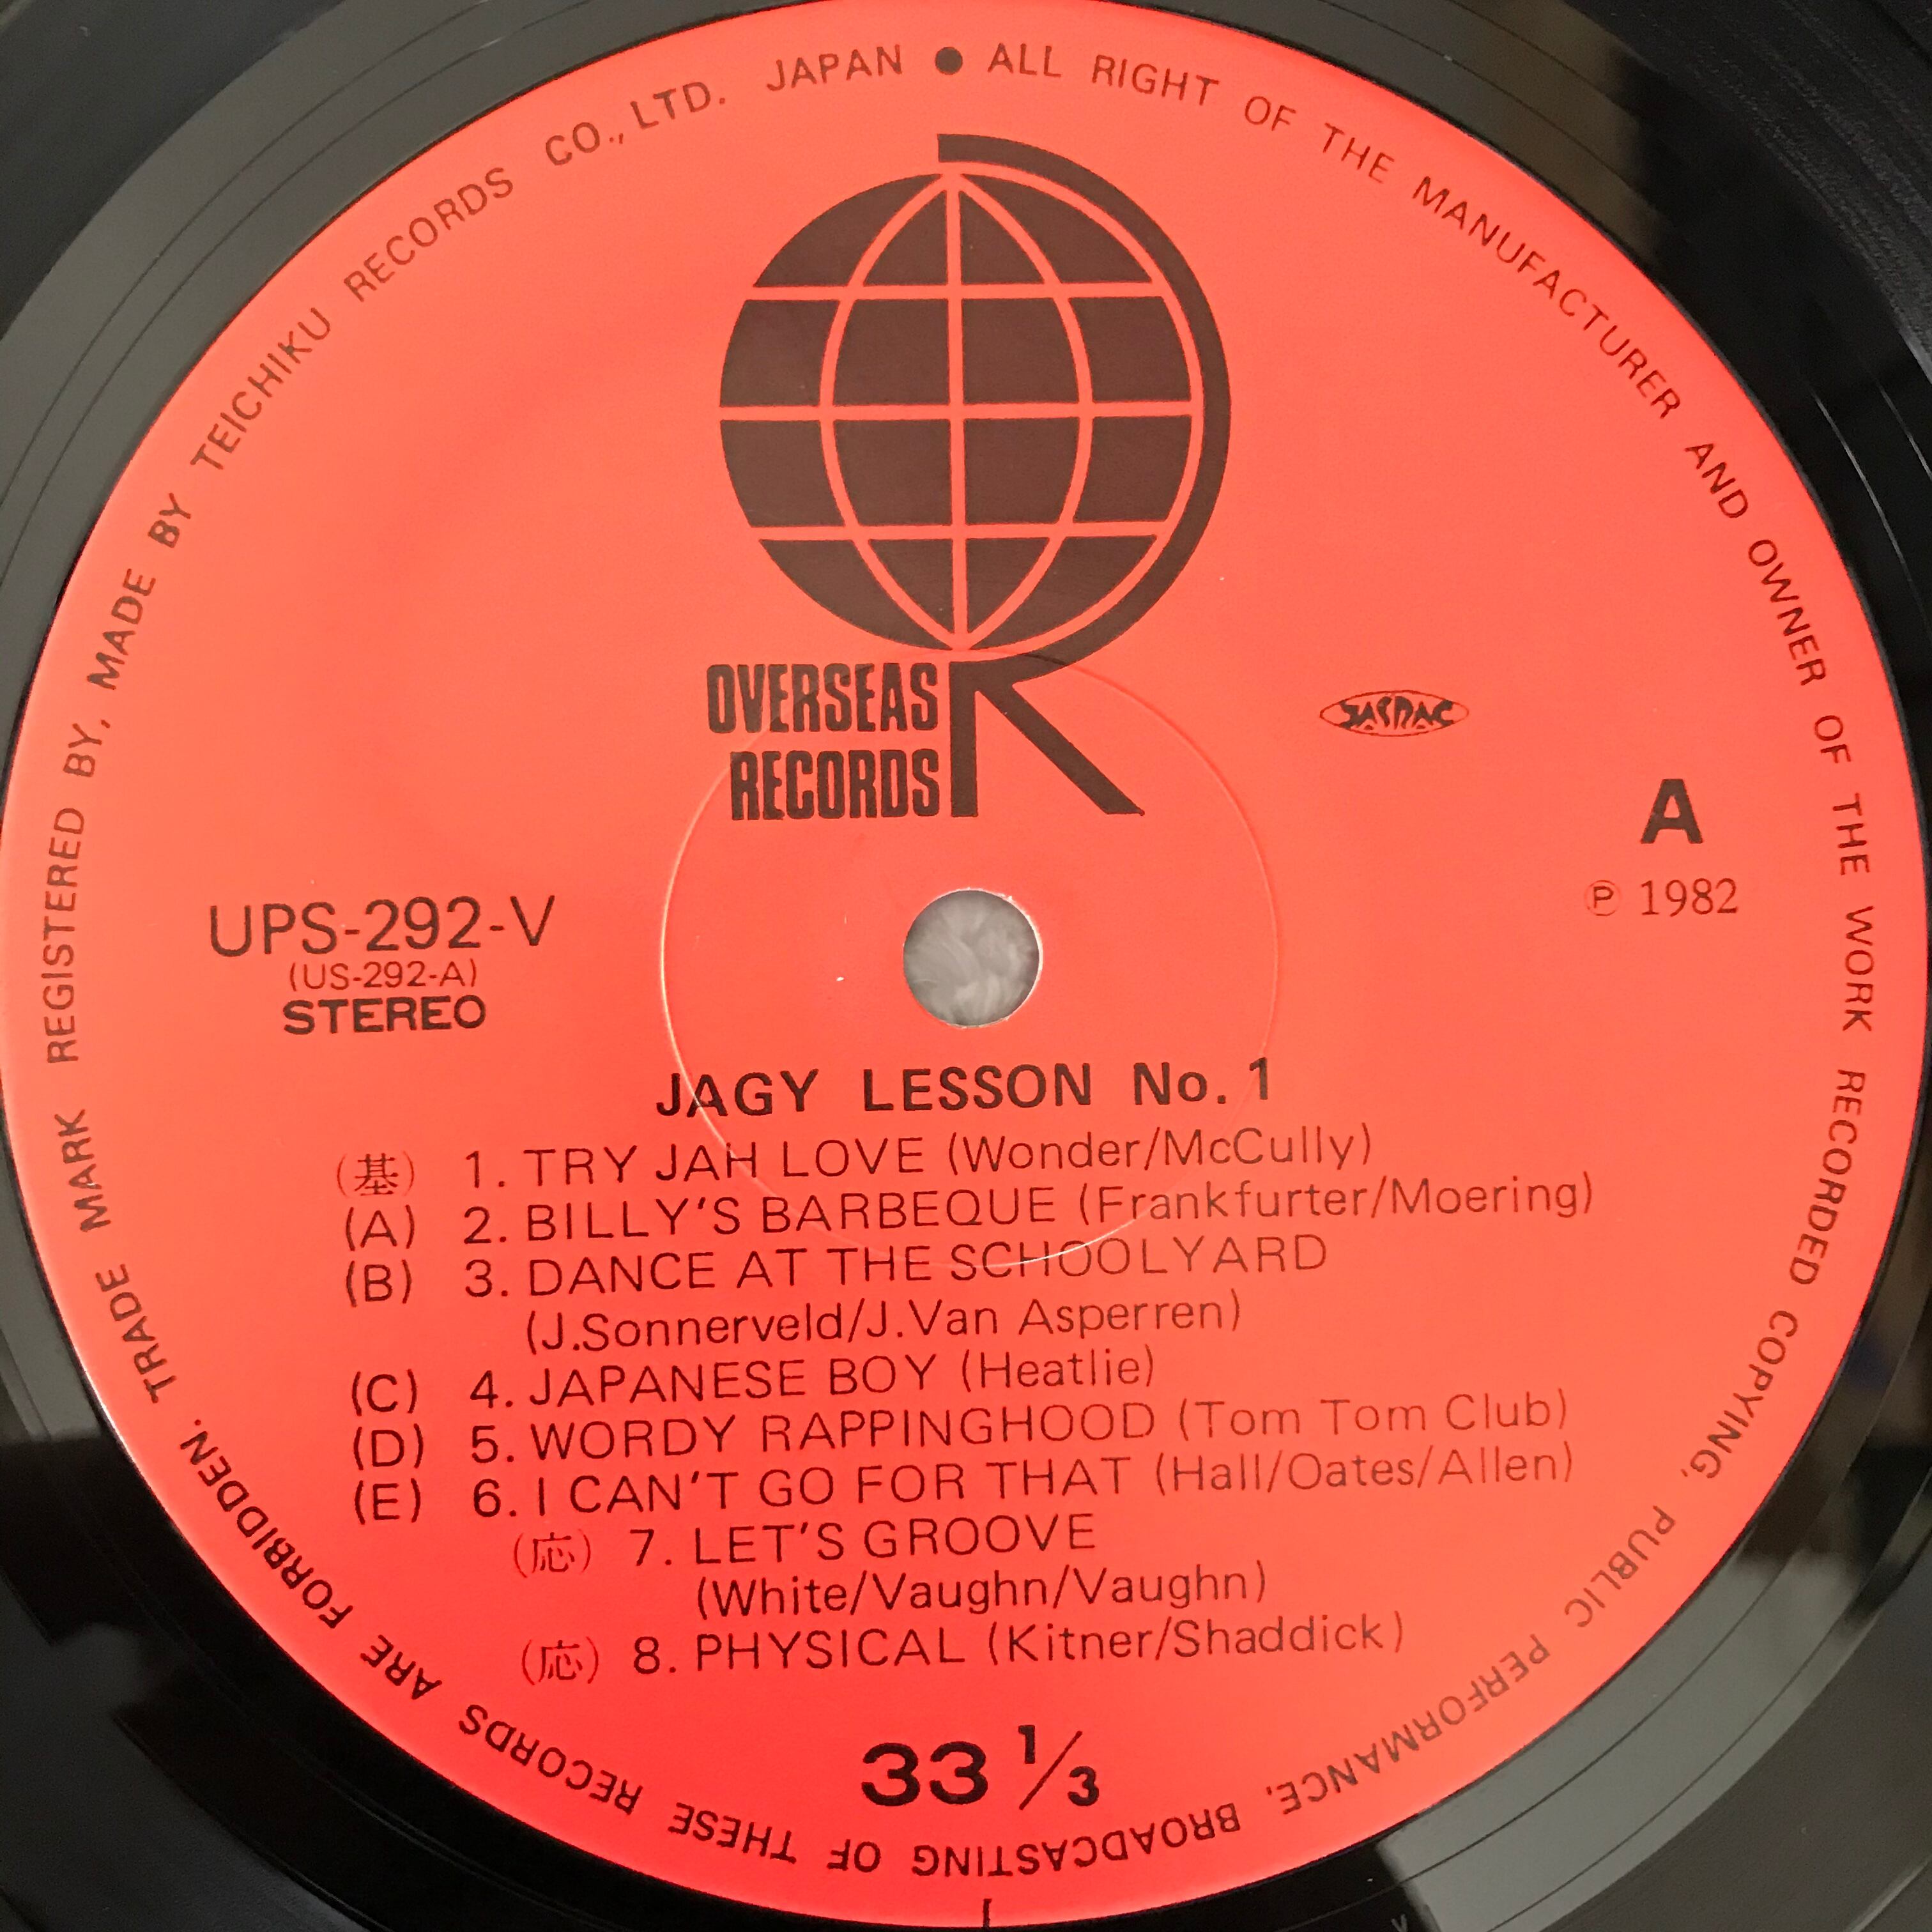 TRADE MARK REGISTERED BY, MADE BY TEICHIKU RECORDS CO., LTD. JAPAN ● ALL RIGHT OF THE MANUFACTURER AND OWNER OF THE WORK RECORDED COPYING, PUBLIC PERFORMANCE, BROADCASTING OF THESE RECORDS ARE FORBIDDEN.
R
OVERSEAS
RECORDS
JASRAC
A
Ⓟ 1982
UPS-292-V
(US-292-A)
STEREO
JAGY LESSON No. 1
(基) 1. TRY JAH LOVE (Wonder/McCully)
(A) 2. BILLY'S BARBEQUE (Frankfurter/Moering)
(B) 3. DANCE AT THE SCHOOLYARD
(J.Sonnerveld/J.Van Asperren)
(C) 4. JAPANESE BOY (Heatlie)
(D) 5. WORDY RAPPINGHOOD (Tom Tom Club)
(E) 6. I CAN'T GO FOR THAT (Hall/Oates/Allen)
(応) 7. LET'S GROOVE
(White/Vaughn/Vaughn)
(応) 8. PHYSICAL (Kitner/Shaddick)
33 1/3